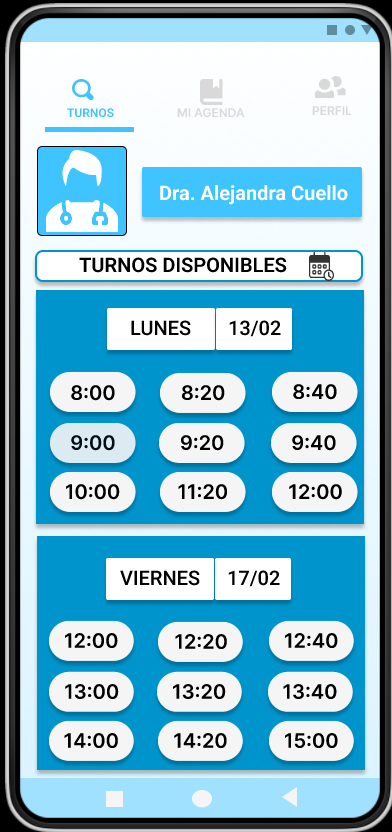 TURNOS MI AGENDA PERFIL
Dra. Alejandra Cuello
TURNOS DISPONIBLES
LUNES 13/02
8:00 8:20 8:40
9:00 9:20 9:40
10:00 11:20 12:00
VIERNES 17/02
12:00 12:20 12:40
13:00 13:20 13:40
14:00 14:20 15:00